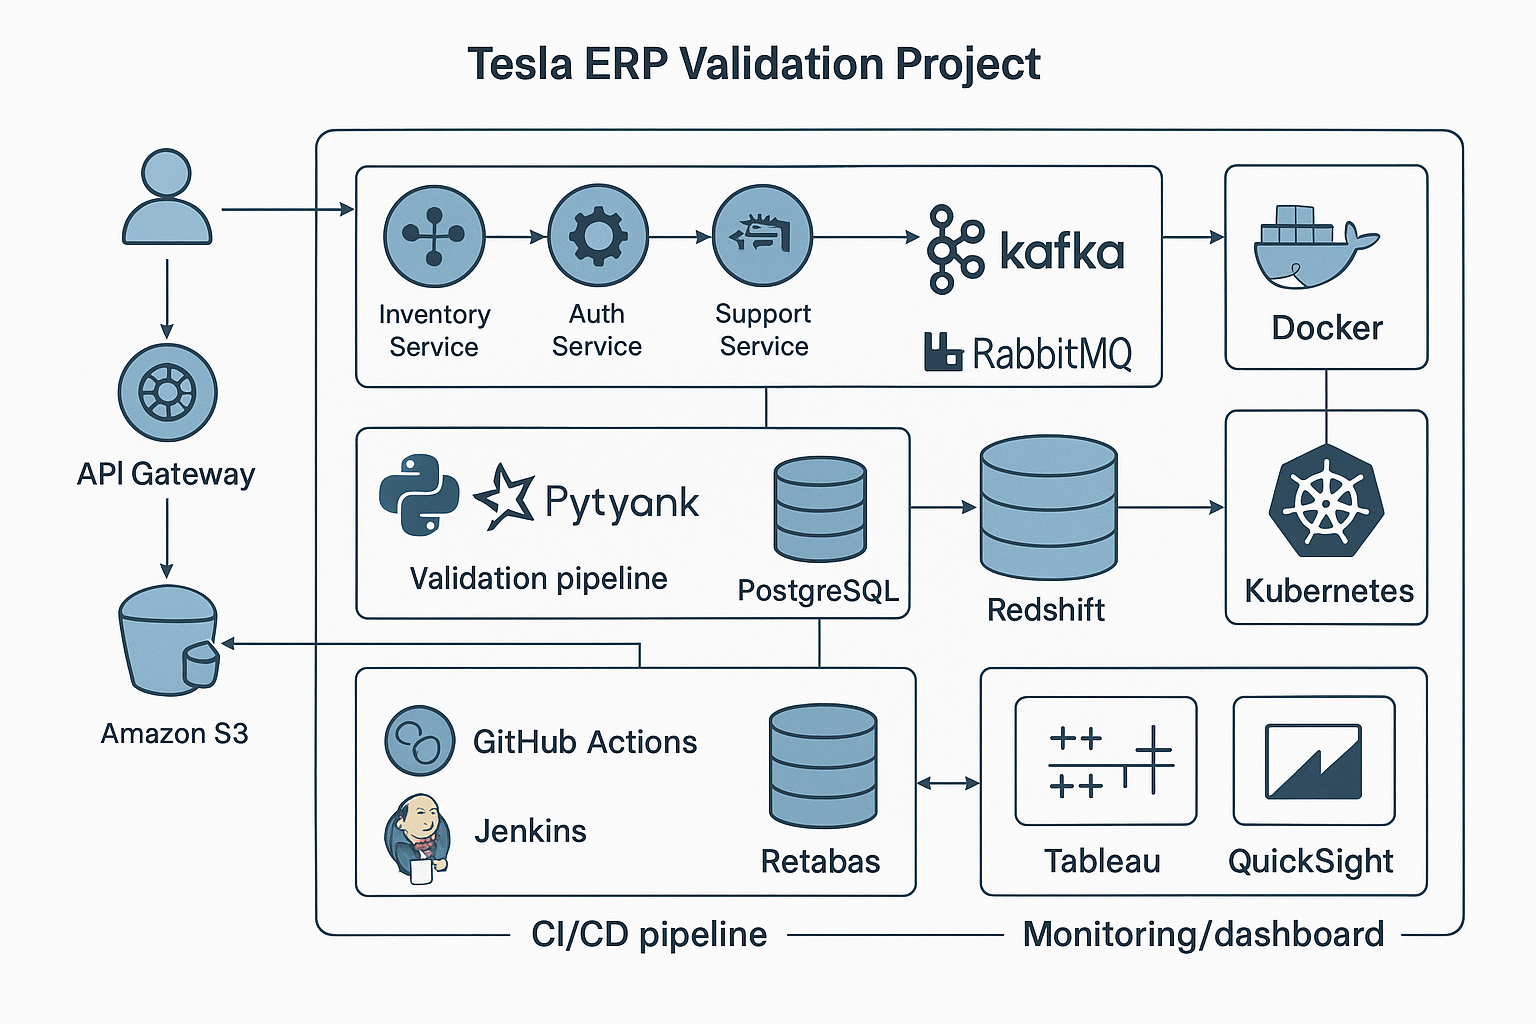 Tesla ERP Validation Project
Inventory
Service
Auth
Service
Support
Service
kafka
RabbitMQ
Docker
API Gateway
Pytyank
Validation pipeline
PostgreSQL
Redshift
Kubernetes
Amazon S3
GitHub Actions
Jenkins
Retabas
Tableau
QuickSight
CI/CD pipeline
Monitoring/dashboard